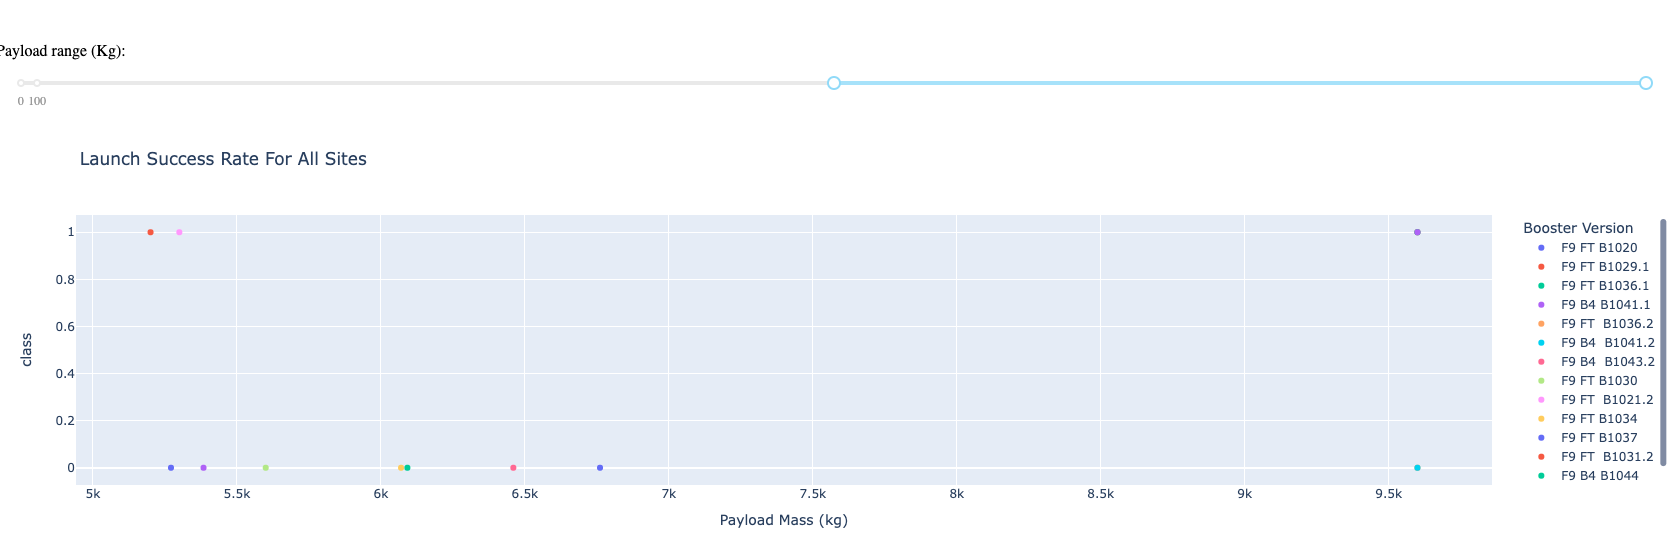 Payload range (Kg):
0 100
Launch Success Rate For All Sites
1
0.8
0.6
0.4
0.2
0
class
5k 5.5k 6k 6.5k 7k 7.5k 8k 8.5k 9k 9.5k
Payload Mass (kg)
Booster Version
F9 FT B1020
F9 FT B1029.1
F9 FT B1036.1
F9 B4 B1041.1
F9 FT  B1036.2
F9 B4  B1041.2
F9 B4  B1043.2
F9 FT B1030
F9 FT  B1021.2
F9 FT B1034
F9 FT B1037
F9 FT  B1031.2
F9 B4 B1044